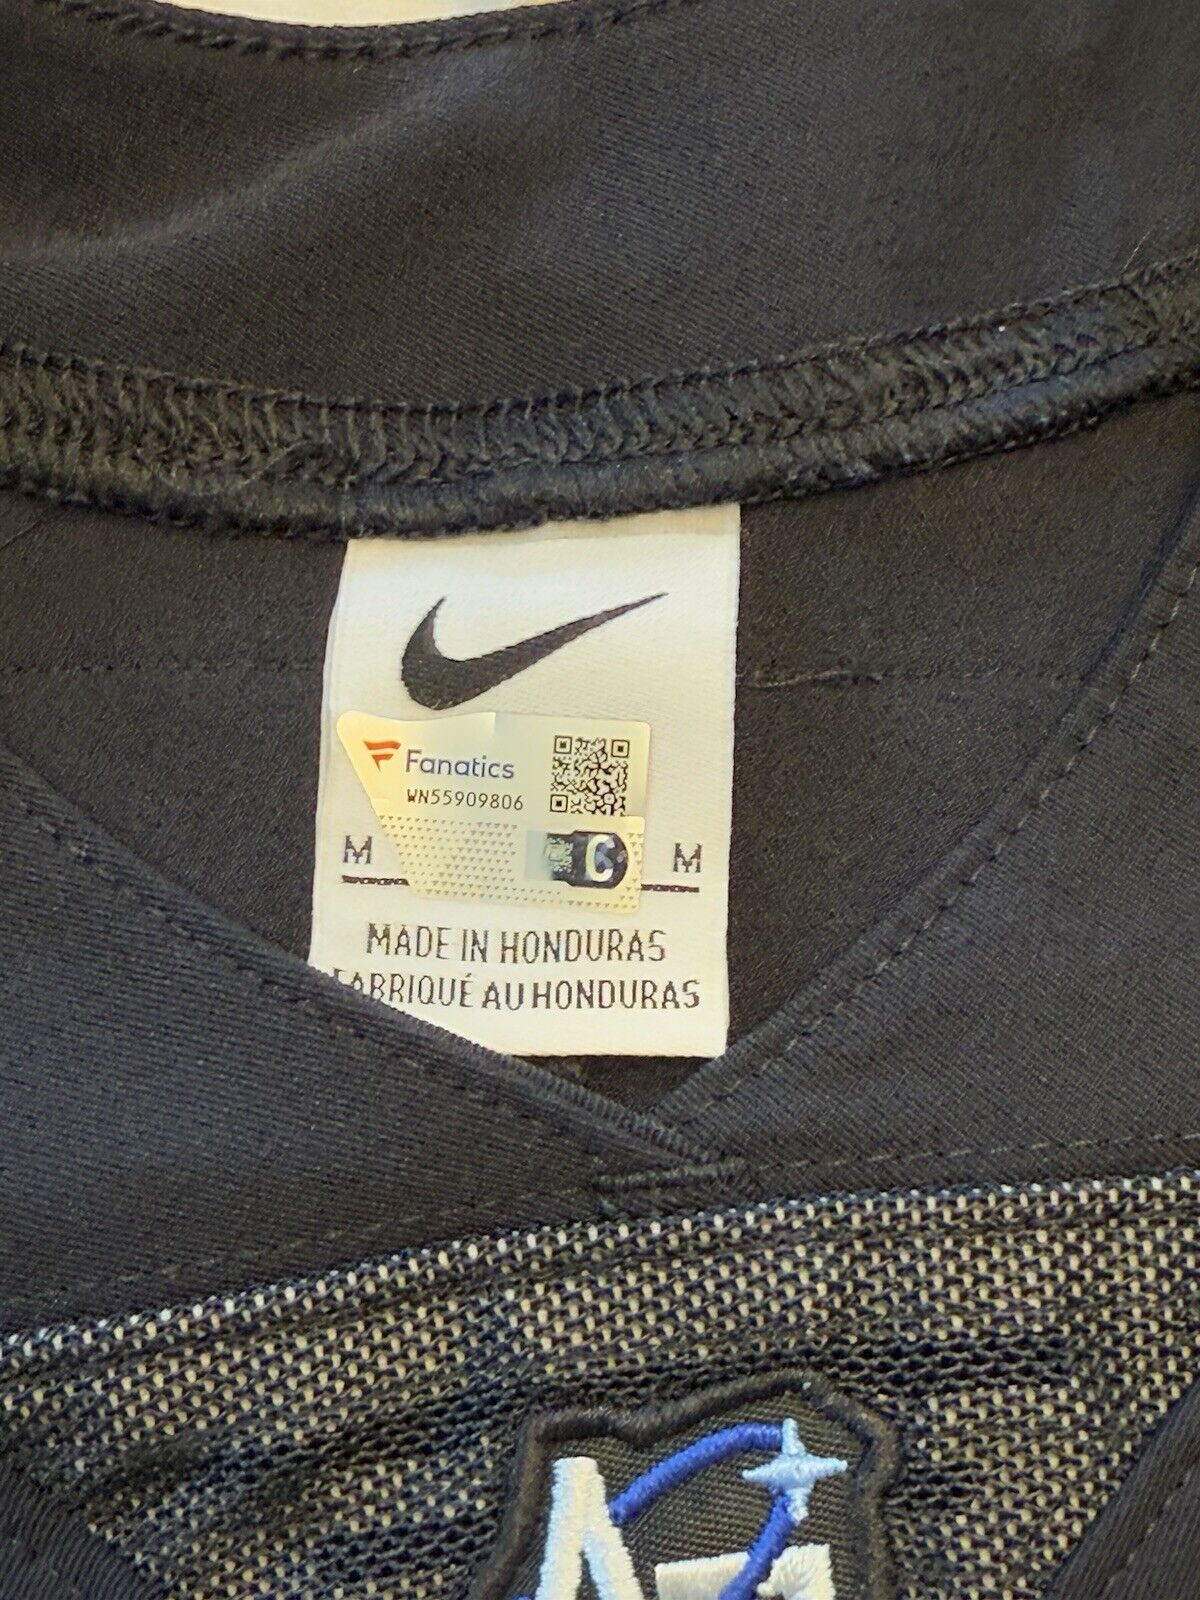 Fanatics
WN55909806
C
M M
MADE IN HONDURAS
FABRIQUÉ AU HONDURAS